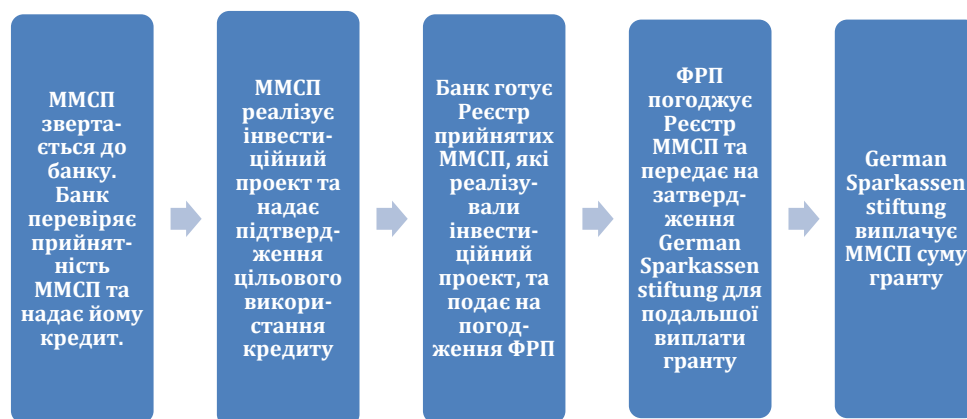 ММСП
зверта-
ється до
банку.
Банк
перевіряє
прийнят-
ність
ММСП та
надає йому
кредит.
ММСП
реалізує
інвести-
ційний
проект та
надає
підтверд-
ження
цільового
викори-
стання
кредиту
Банк готує
Реєстр
прийнятих
ММСП, які
реалізу-
вали
інвести-
ційний
проект, та
подає на
погод-
ження ФРП
ФРП
погоджує
Реєстр
ММСП та
передає на
затверд-
ження
German
Sparkassen
stiftung для
подальшої
виплати
гранту
German
Sparkassen
stiftung
виплачує
ММСП суму
гранту